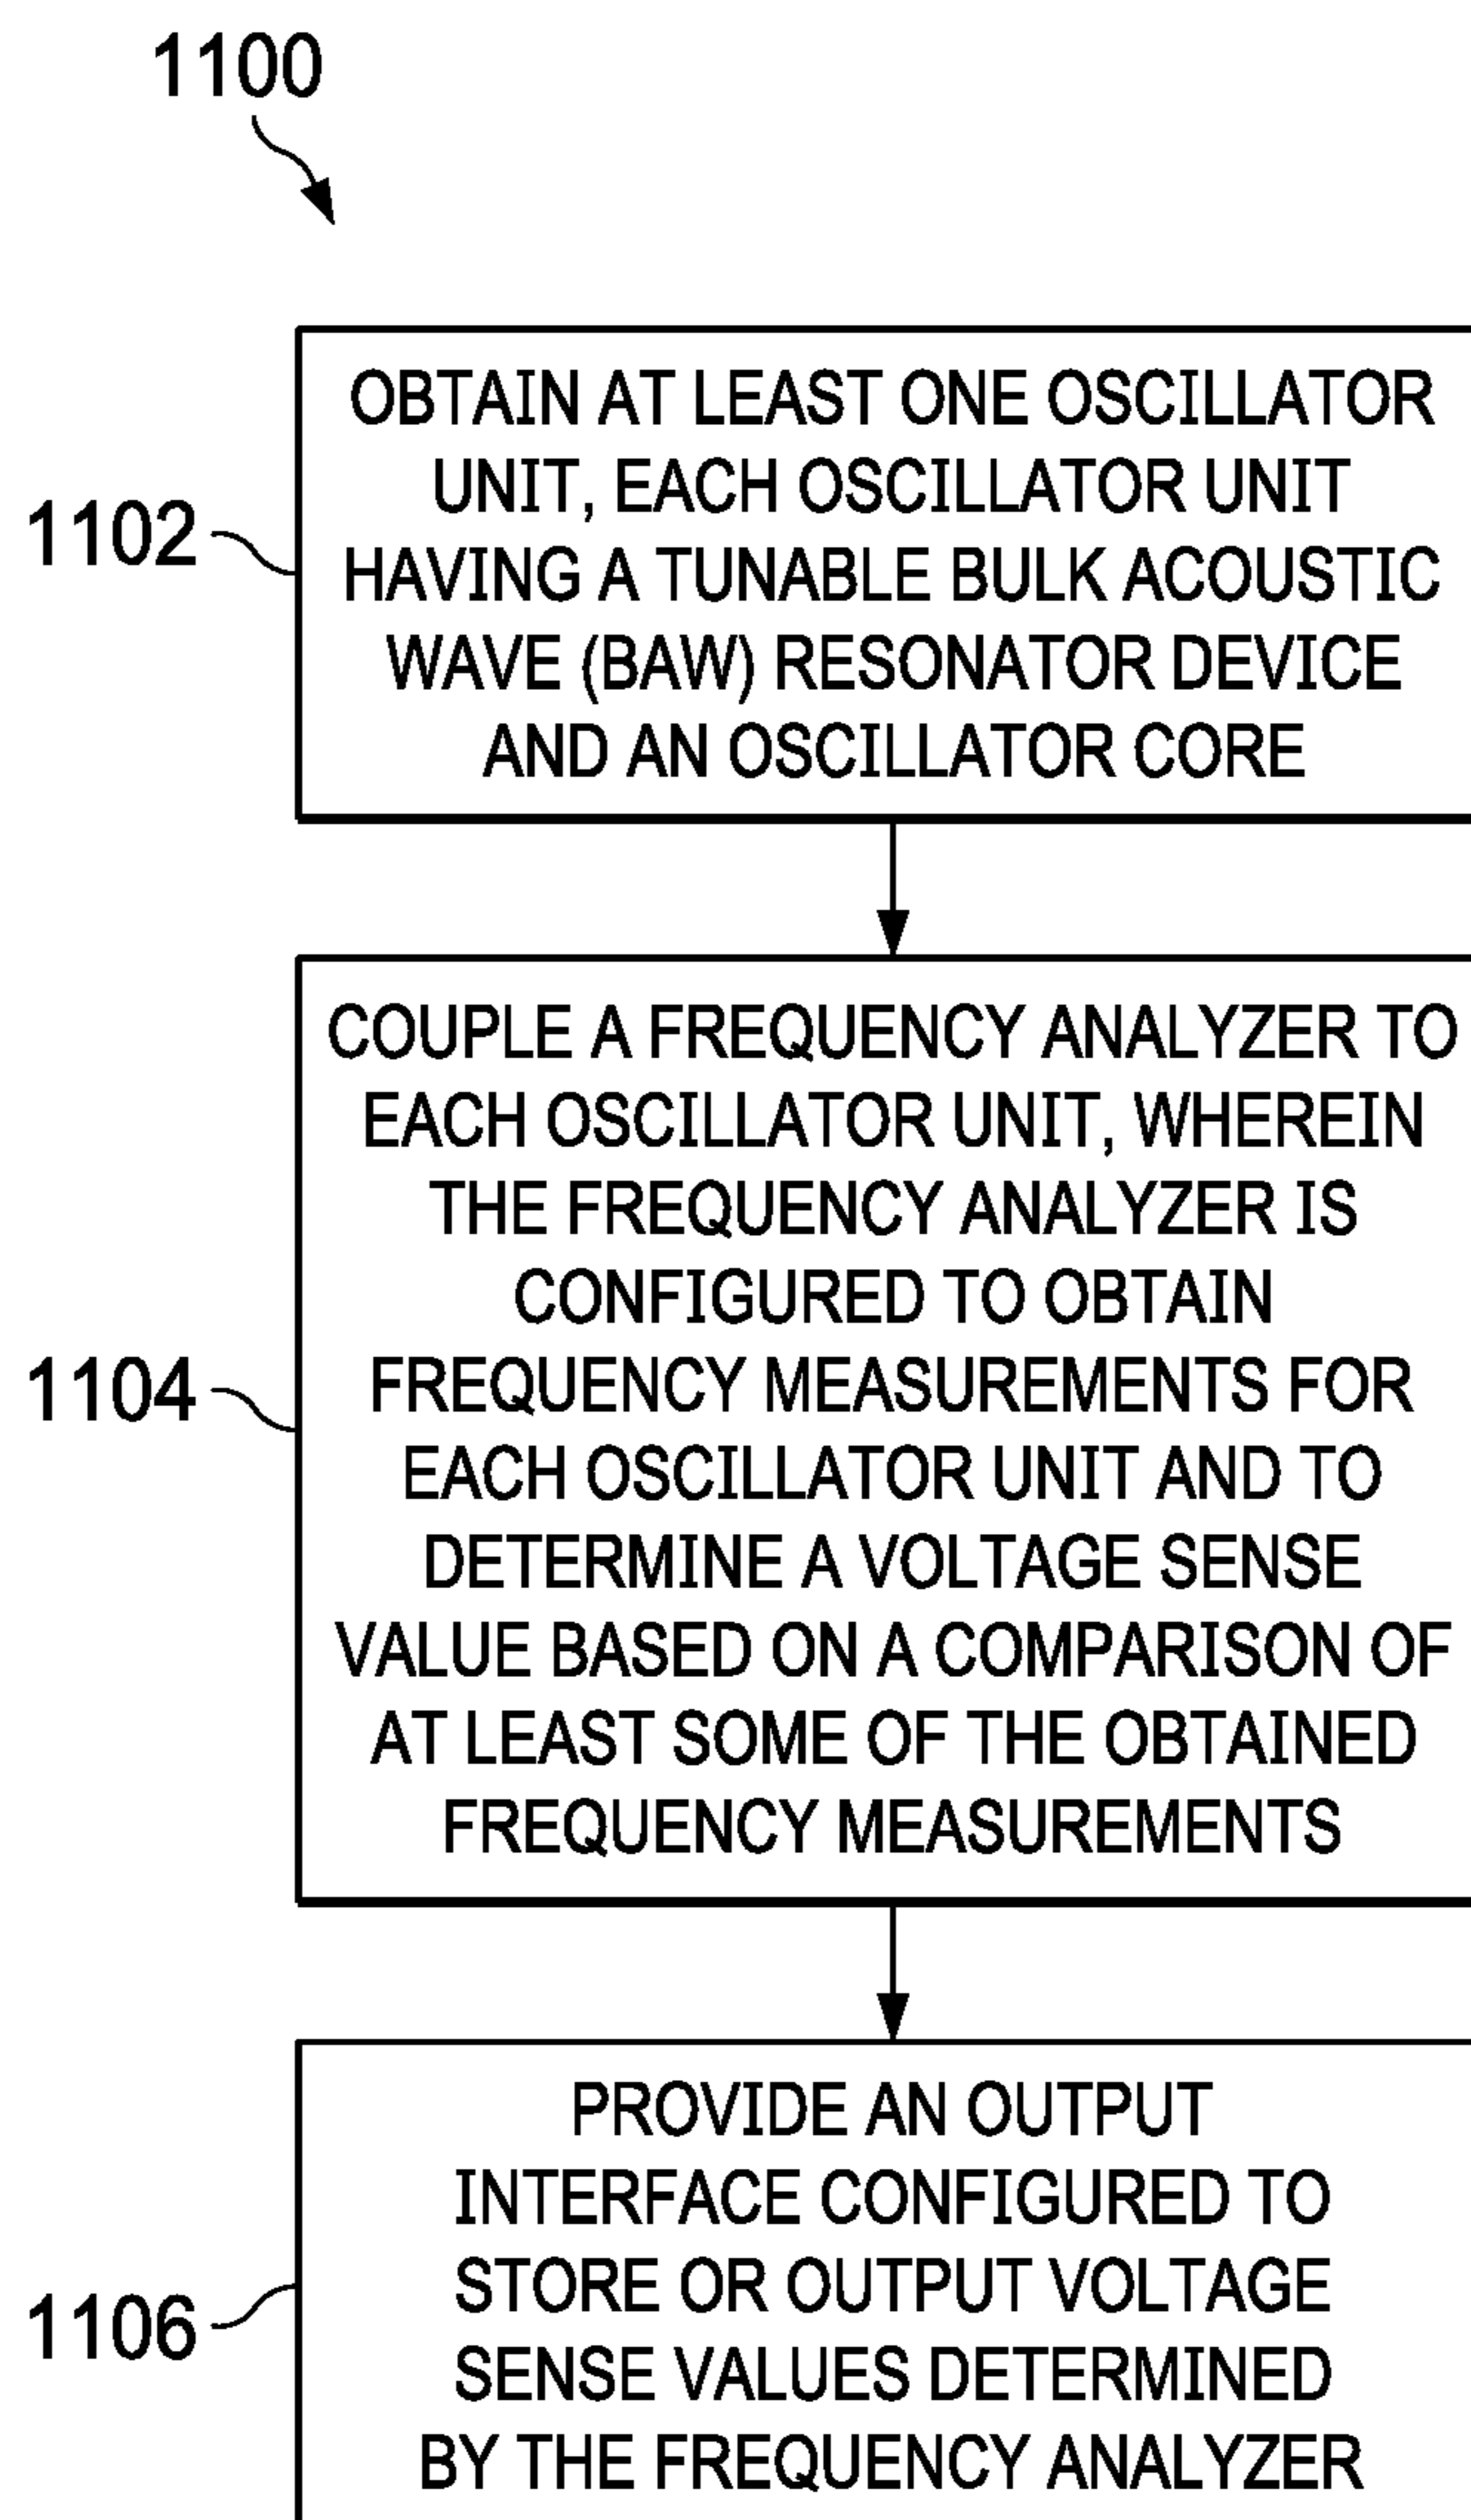 1100
1102
OBTAIN AT LEAST ONE OSCILLATOR
UNIT, EACH OSCILLATOR UNIT
HAVING A TUNABLE BULK ACOUSTIC
WAVE (BAW) RESONATOR DEVICE
AND AN OSCILLATOR CORE
1104
COUPLE A FREQUENCY ANALYZER TO
EACH OSCILLATOR UNIT, WHEREIN
THE FREQUENCY ANALYZER IS
CONFIGURED TO OBTAIN
FREQUENCY MEASUREMENTS FOR
EACH OSCILLATOR UNIT AND TO
DETERMINE A VOLTAGE SENSE
VALUE BASED ON A COMPARISON OF
AT LEAST SOME OF THE OBTAINED
FREQUENCY MEASUREMENTS
1106
PROVIDE AN OUTPUT
INTERFACE CONFIGURED TO
STORE OR OUTPUT VOLTAGE
SENSE VALUES DETERMINED
BY THE FREQUENCY ANALYZER